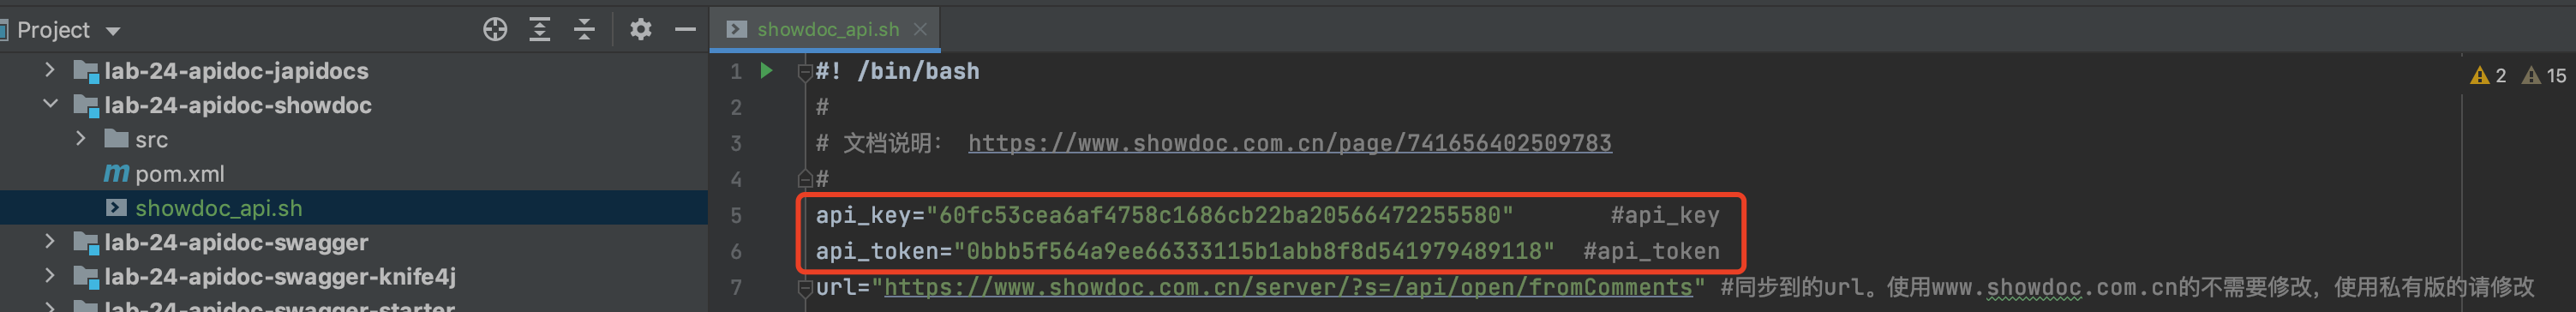 Project
lab-24-apidoc-japidocs
lab-24-apidoc-showdoc
src
pom.xml
showdoc_api.sh
lab-24-apidoc-swagger
lab-24-apidoc-swagger-knife4j
lab-24-apidoc-swagger-starter
showdoc_api.sh
2 15
1 #! /bin/bash
2 #
3 # 文档说明: https://www.showdoc.com.cn/page/741656402509783
4 #
5 api_key="60fc53cea6af4758c1686cb22ba20566472255580" #api_key
6 api_token="0bbb5f564a9ee66333115b1abb8f8d541979489118" #api_token
7 url="https://www.showdoc.com.cn/server/?s=/api/open/fromComments" #同步到的url。使用www.showdoc.com.cn的不需要修改，使用私有版的请修改